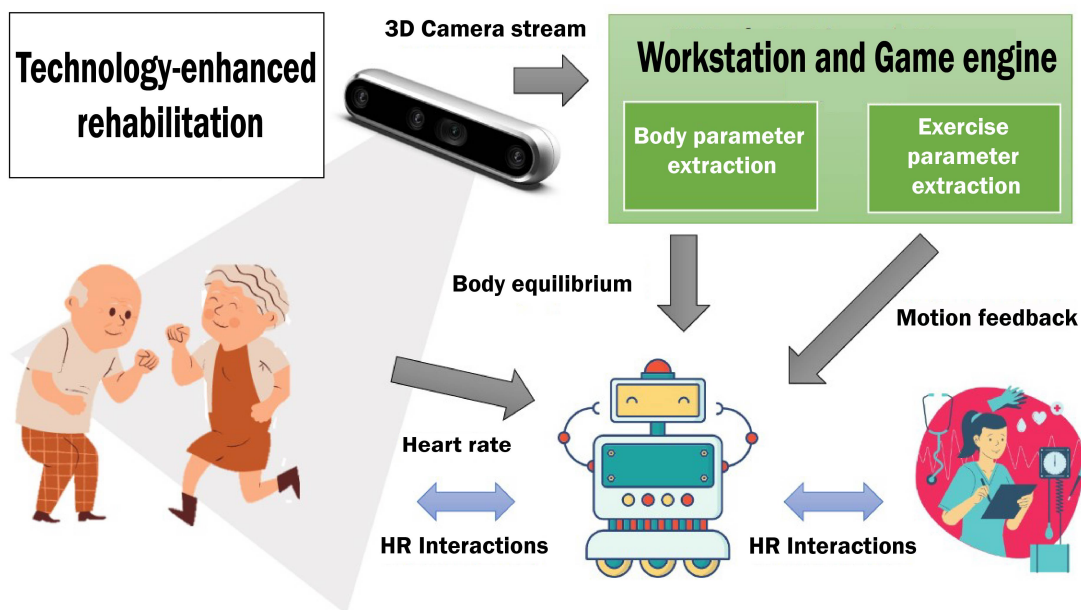 Technology-enhanced
rehabilitation
3D Camera stream
Workstation and Game engine
Body parameter
extraction
Exercise
parameter
extraction
Body equilibrium
Motion feedback
Heart rate
HR Interactions
HR Interactions